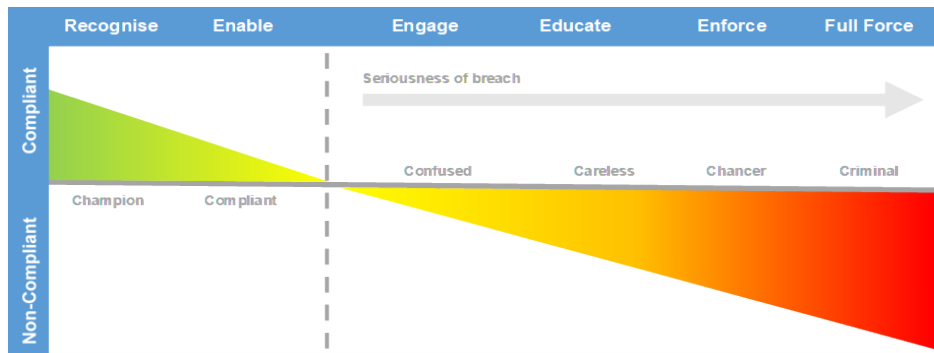 Recognise Enable Engage Educate Enforce Full Force
Compliant
Seriousness of breach
Confused Careless Chancer Criminal
Champion Compliant
Non-Compliant